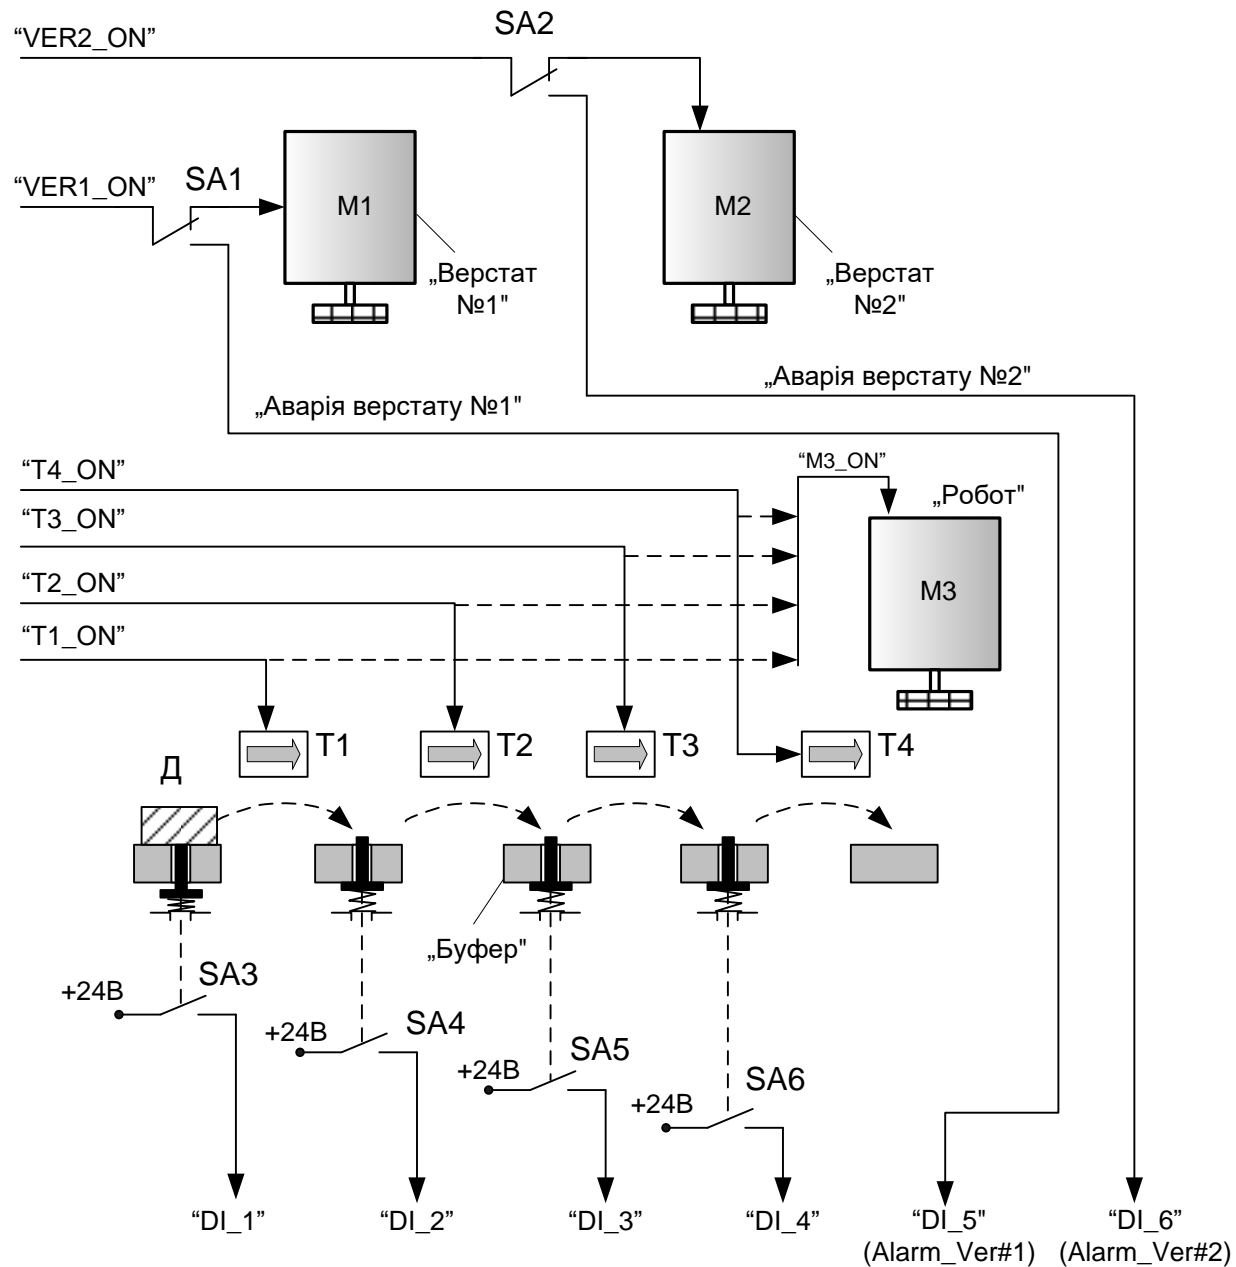 SA2
“VER2_ON”
“VER1_ON”
SA1
M1
M2
„Верстат
№1"
„Верстат
№2"
„Аварія верстату №2"
„Аварія верстату №1"
“T4_ON”
“M3_ON”
„Робот"
“T3_ON”
“T2_ON”
M3
“T1_ON”
T1
T2
T3
T4
Д
„Буфер"
SA3
+24В
SA4
+24В
SA5
+24В
SA6
+24В
“DI_1”
“DI_2”
“DI_3”
“DI_4”
“DI_5"
(Alarm_Ver#1)
“DI_6”
(Alarm_Ver#2)